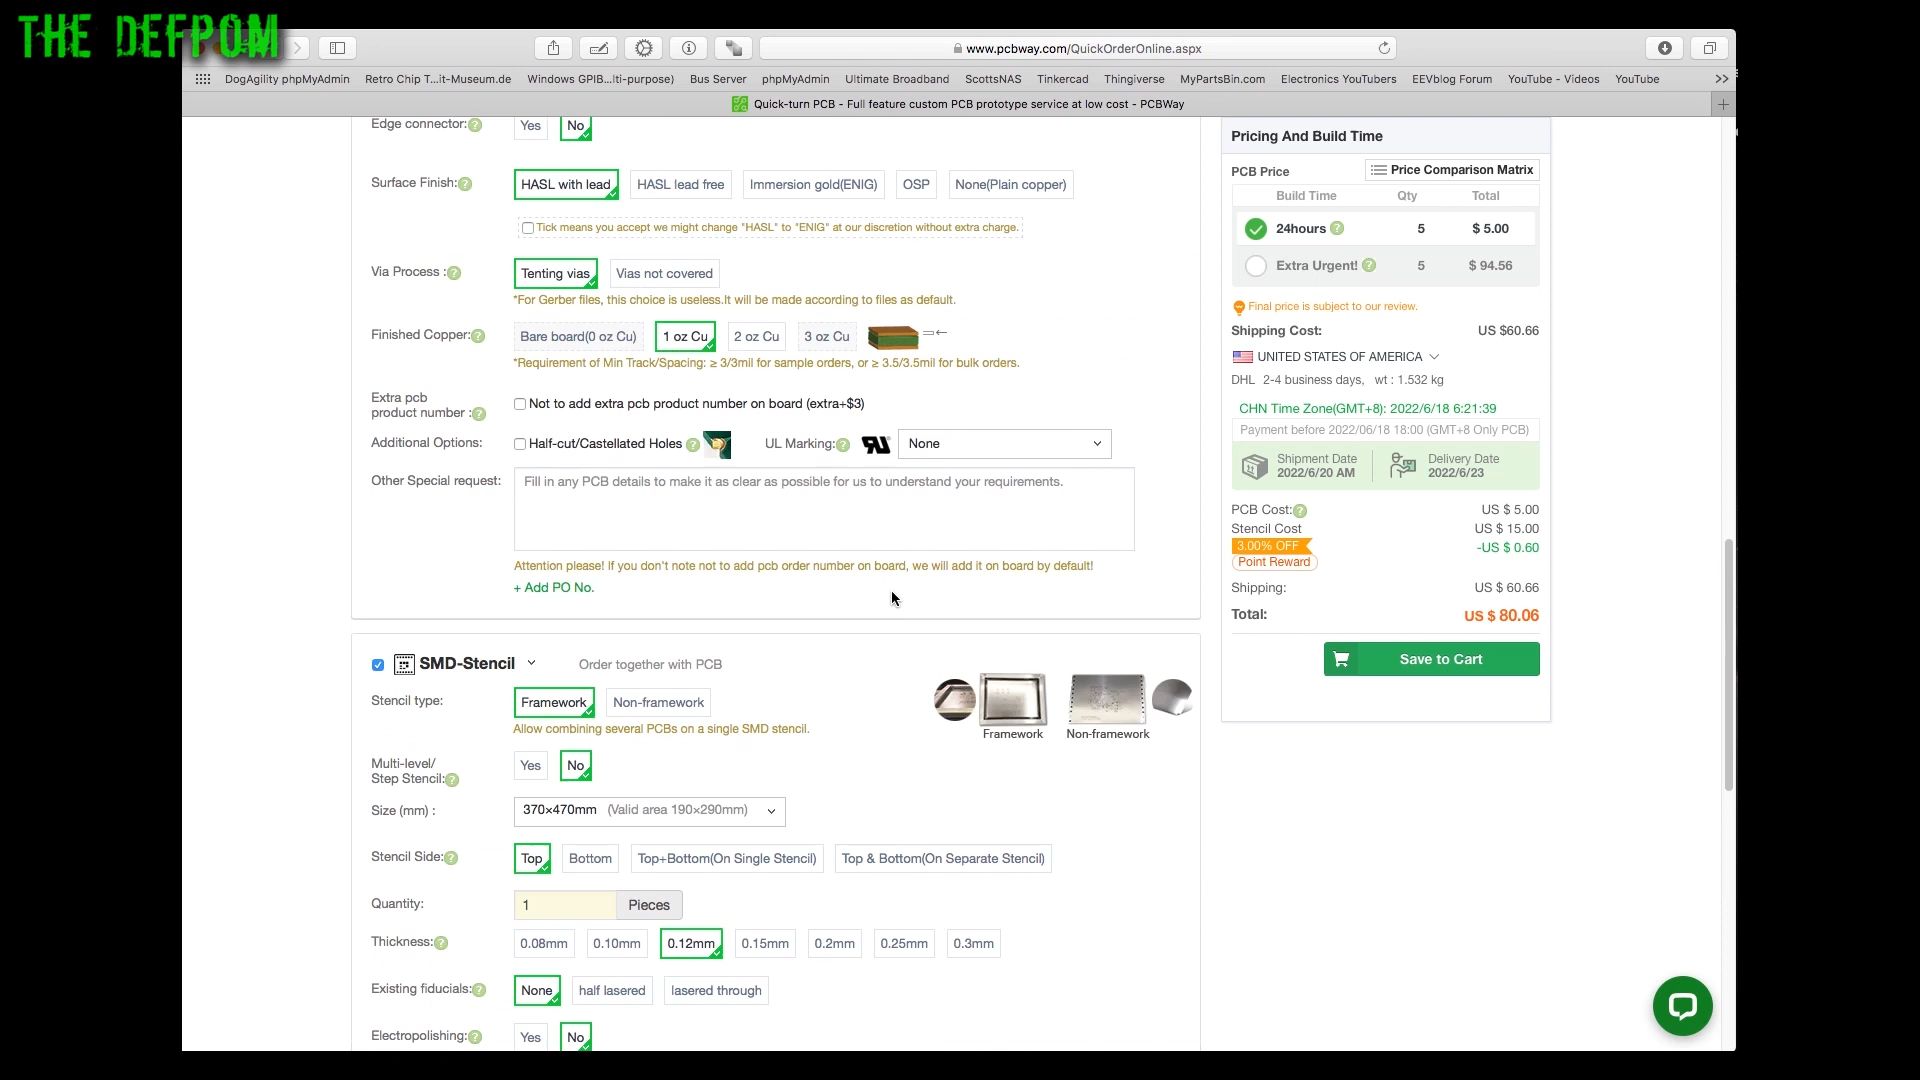 THE DEFPOM
www.pcbway.com/QuickOrderOnline.aspx
DogAgility phpMyAdmin Retro Chip T...it-Museum.de Windows GPIB...lti-purpose) Bus Server phpMyAdmin Ultimate Broadband ScottsNAS Tinkercad Thingiverse MyPartsBin.com Electronics YouTubers EEVblog Forum YouTube - Videos YouTube >>
Quick-turn PCB - Full feature custom PCB prototype service at low cost - PCBWay
Edge connector:? Yes No
Surface Finish:? HASL with lead HASL lead free Immersion gold(ENIG) OSP None(Plain copper)
Tick means you accept we might change "HASL" to "ENIG" at our discretion without extra charge.
Via Process :? Tenting vias Vias not covered
*For Gerber files, this choice is useless.It will be made according to files as default.
Finished Copper:? Bare board(0 oz Cu) 1 oz Cu 2 oz Cu 3 oz Cu
*Requirement of Min Track/Spacing: ≥ 3/3mil for sample orders, or ≥ 3.5/3.5mil for bulk orders.
Extra pcb
product number :? Not to add extra pcb product number on board (extra+$3)
Additional Options: Half-cut/Castellated Holes ? UL Marking:? None
Other Special request: Fill in any PCB details to make it as clear as possible for us to understand your requirements.
Attention please! if you don't note not to add pcb order number on board, we will add it on board by default!
+ Add PO No.
SMD-Stencil Order together with PCB
Stencil type: Framework Non-framework
Allow combining several PCBs on a single SMD stencil.
Framework Non-framework
Multi-level/
Step Stencil:? Yes No
Size (mm) : 370×470mm (Valid area 190×290mm)
Stencil Side:? Top Bottom Top+Bottom(On Single Stencil) Top & Bottom(On Separate Stencil)
Quantity: 1 Pieces
Thickness:? 0.08mm 0.10mm 0.12mm 0.15mm 0.2mm 0.25mm 0.3mm
Existing fiducials:? None half lasered lasered through
Electropolishing:? Yes No
Pricing And Build Time
PCB Price Price Comparison Matrix
Build Time Qty Total
24hours ? 5 $ 5.00
Extra Urgent! ? 5 $ 94.56
Final price is subject to our review.
Shipping Cost: US $60.66
UNITED STATES OF AMERICA
DHL 2-4 business days, wt : 1.532 kg
CHN Time Zone(GMT+8): 2022/6/18 6:21:39
Payment before 2022/06/18 18:00 (GMT+8 Only PCB)
Shipment Date Delivery Date
2022/6/20 AM 2022/6/23
PCB Cost:? US $ 5.00
Stencil Cost US $ 15.00
3.00% OFF -US $ 0.60
Point Reward
Shipping: US $ 60.66
Total: US $ 80.06
Save to Cart